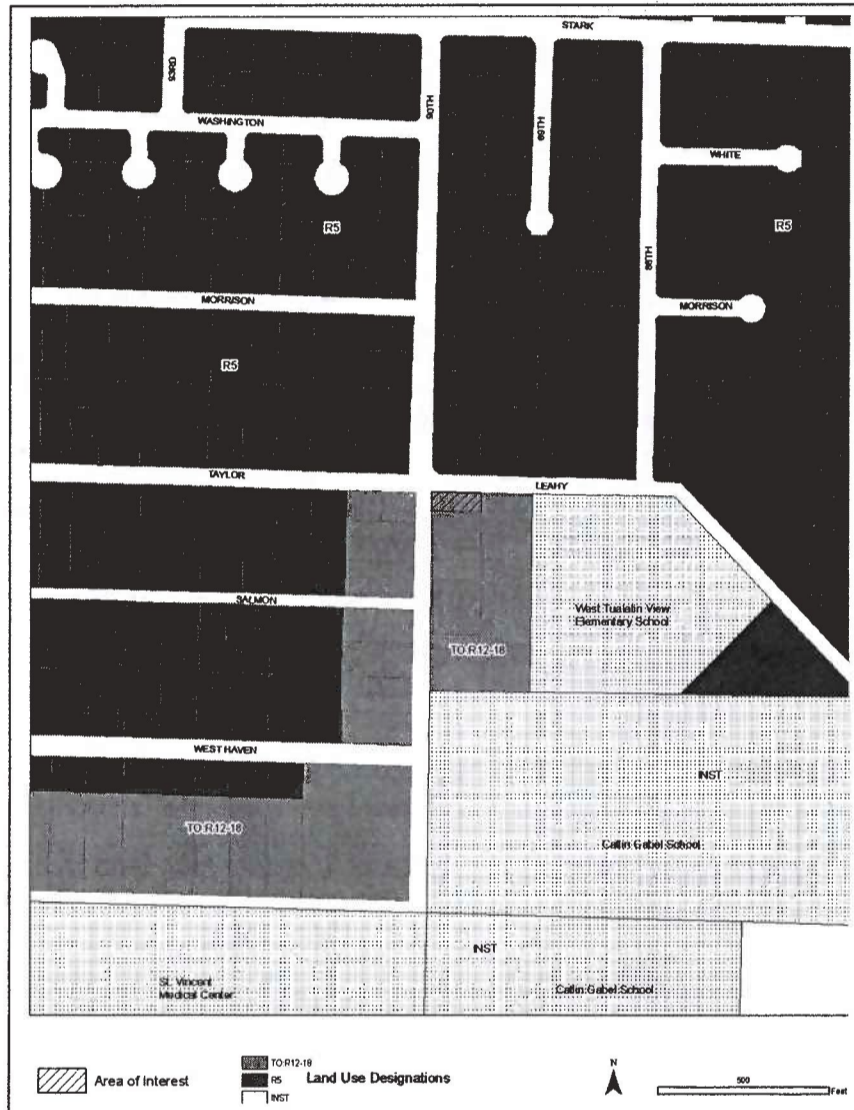 STARK
93RD
90TH
89TH
WASHINGTON
WHITE
R5
R5
88TH
MORRISON
MORRISON
R5
TAYLOR
LEAHY
SALMON
West Tualatin View
Elementary School
TO:R12-18
WEST HAVEN
INST
TO:R12-18
Catlin Gabel School
INST
St. Vincent
Medical Center
Catlin Gabel School
Area of Interest
TO:R12-18
R5
INST
Land Use Designations
N
500
Feet